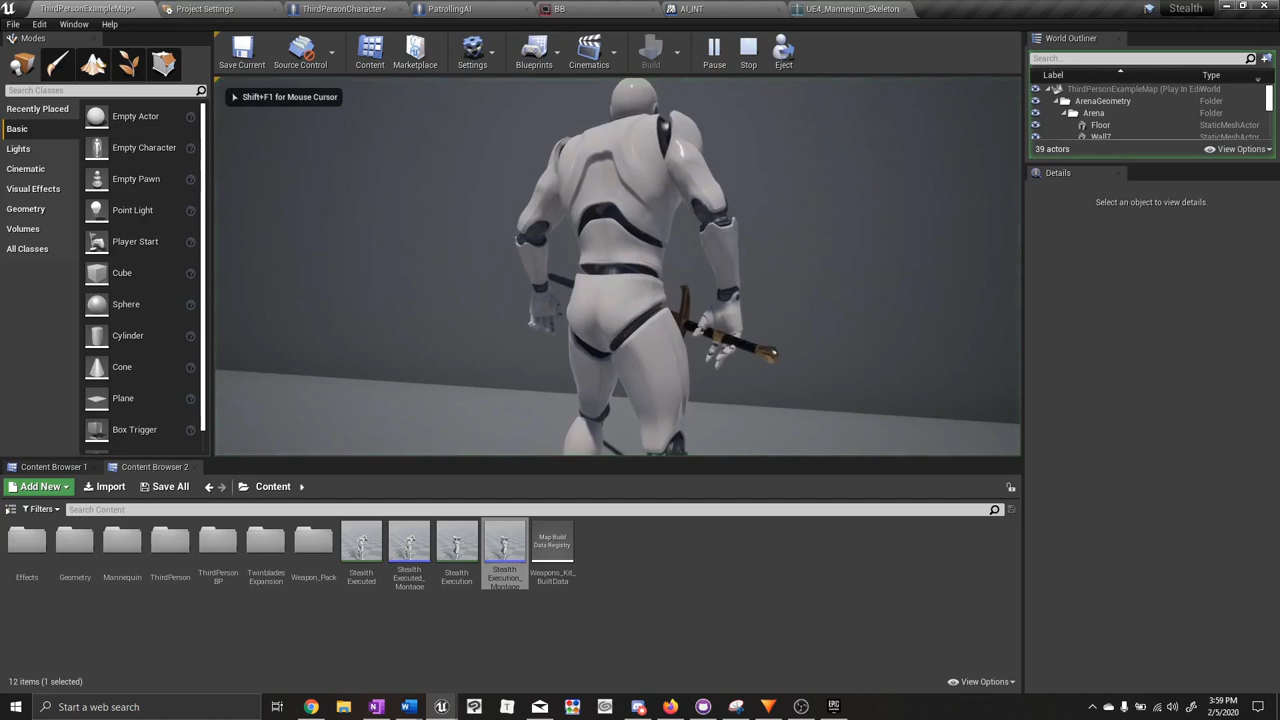 ThirdPersonExampleMap* Project Settings ThirdPersonCharacter* PatrollingAI BB AI_INT UE4_Mannequin_Skeleton Stealth
File Edit Window Help
Modes
Search Classes
Recently Placed
Basic
Lights
Cinematic
Visual Effects
Geometry
Volumes
All Classes
Empty Actor
Empty Character
Empty Pawn
Point Light
Player Start
Cube
Sphere
Cylinder
Cone
Plane
Box Trigger
Save Current Source Control Content Marketplace Settings Blueprints Cinematics Build Pause Stop Eject
Shift+F1 for Mouse Cursor
World Outliner
Search...
Label Type
ThirdPersonExampleMap (Play In Edi World
ArenaGeometry Folder
Arena Folder
Floor StaticMeshActor
Wall7 StaticMeshActor
39 actors View Options
Details
Select an object to view details.
Content Browser 1 Content Browser 2
Add New Import Save All Content
Filters Search Content
Effects
Geometry
Mannequin
ThirdPerson
ThirdPerson
BP
Twinblades
Expansion
Weapon_Pack
Stealth
Executed
Stealth
Executed_
Montage
Stealth
Execution
Stealth
Execution_
Montage
Map Build
Data Registry
Weapons_Kit_
BuiltData
12 items (1 selected) View Options
Start a web search
3:59 PM
2/5/2020